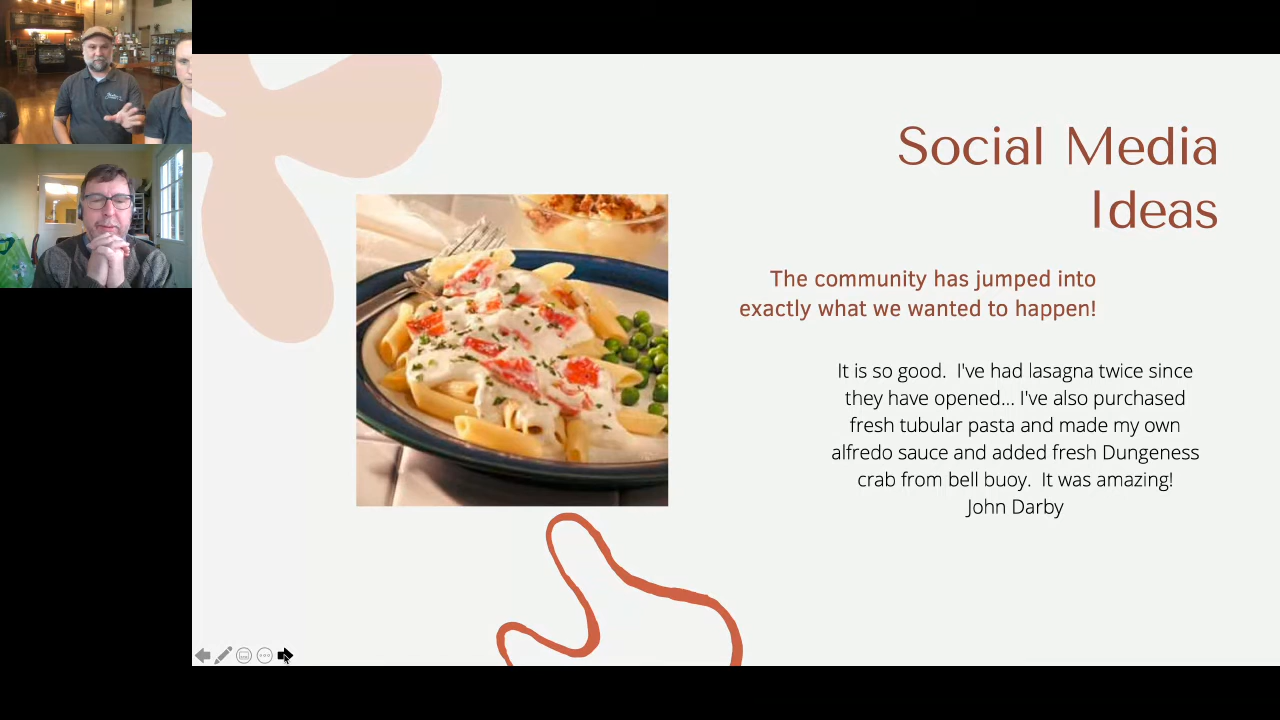 Social Media
Ideas
The community has jumped into
exactly what we wanted to happen!
It is so good.  I've had lasagna twice since
they have opened... I've also purchased
fresh tubular pasta and made my own
alfredo sauce and added fresh Dungeness
crab from bell buoy.  It was amazing!
John Darby